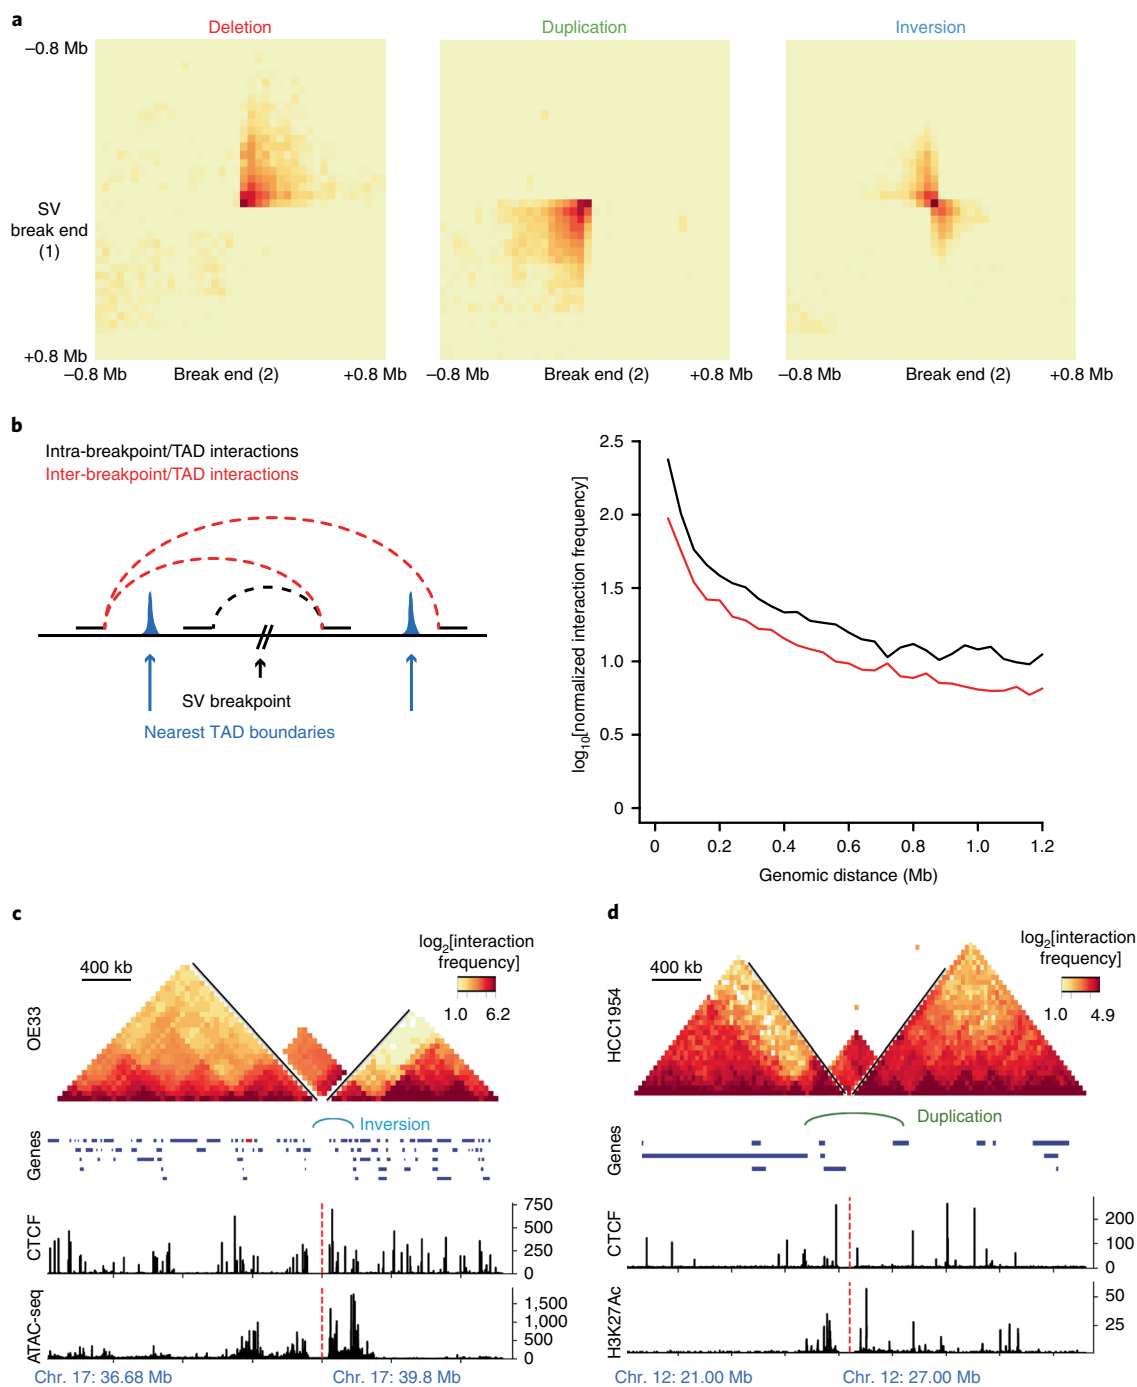 a
Deletion
Duplication
Inversion
–0.8 Mb
SV
break end
(1)
+0.8 Mb
–0.8 Mb
Break end (2)
+0.8 Mb
–0.8 Mb
Break end (2)
+0.8 Mb
–0.8 Mb
Break end (2)
+0.8 Mb
b
Intra-breakpoint/TAD interactions
Inter-breakpoint/TAD interactions
SV breakpoint
Nearest TAD boundaries
log10[normalized interaction frequency]
2.5
2.0
1.5
1.0
0.5
0
0
0.2
0.4
0.6
0.8
1.0
1.2
Genomic distance (Mb)
c
400 kb
log2[interaction
frequency]
1.0
6.2
OE33
Inversion
Genes
CTCF
750
500
250
0
ATAC-seq
1,500
1,000
500
0
Chr. 17: 36.68 Mb
Chr. 17: 39.8 Mb
d
400 kb
log2[interaction
frequency]
1.0
4.9
HCC1954
Duplication
Genes
CTCF
200
100
0
H3K27Ac
50
25
Chr. 12: 21.00 Mb
Chr. 12: 27.00 Mb